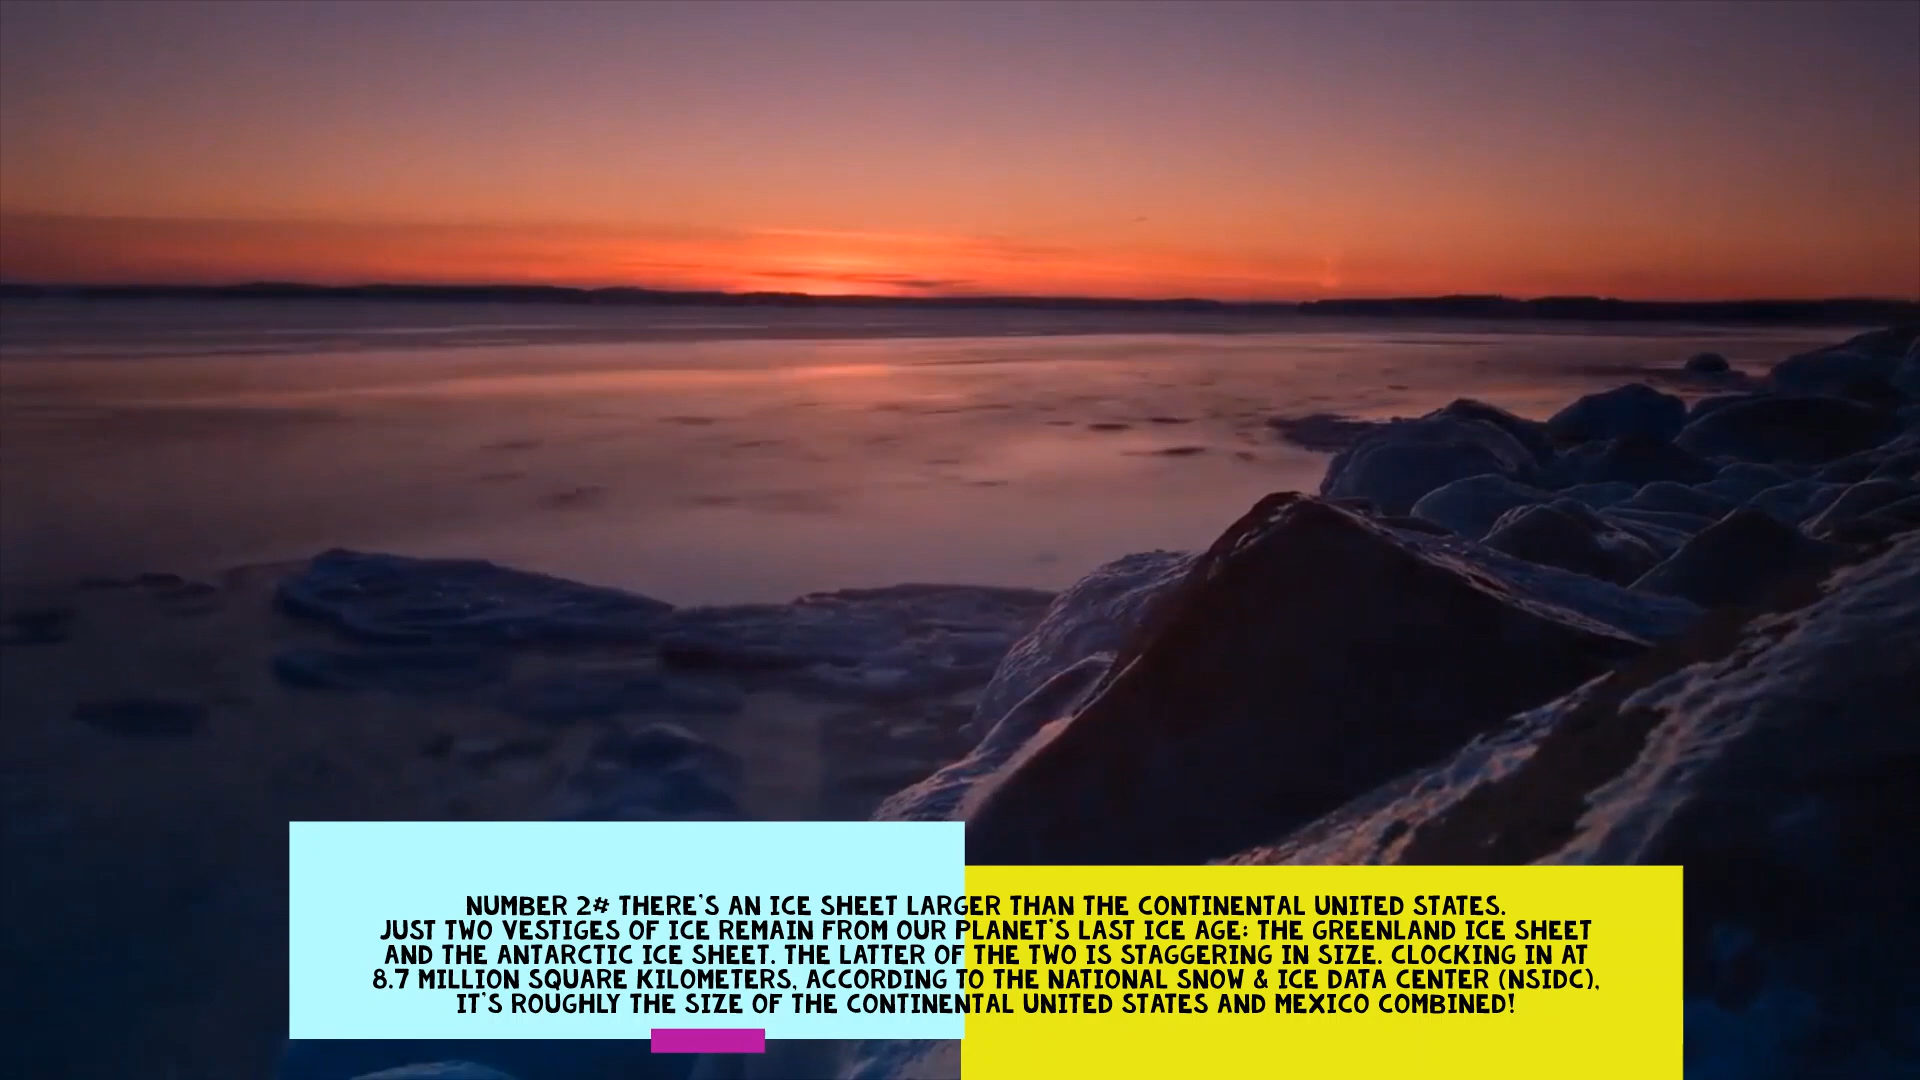 NUMBER 2# THERE'S AN ICE SHEET LARGER THAN THE CONTINENTAL UNITED STATES.
JUST TWO VESTIGES OF ICE REMAIN FROM OUR PLANET'S LAST ICE AGE: THE GREENLAND ICE SHEET
AND THE ANTARCTIC ICE SHEET. THE LATTER OF THE TWO IS STAGGERING IN SIZE. CLOCKING IN AT
8.7 MILLION SQUARE KILOMETERS, ACCORDING TO THE NATIONAL SNOW & ICE DATA CENTER (NSIDC),
IT'S ROUGHLY THE SIZE OF THE CONTINENTAL UNITED STATES AND MEXICO COMBINED!